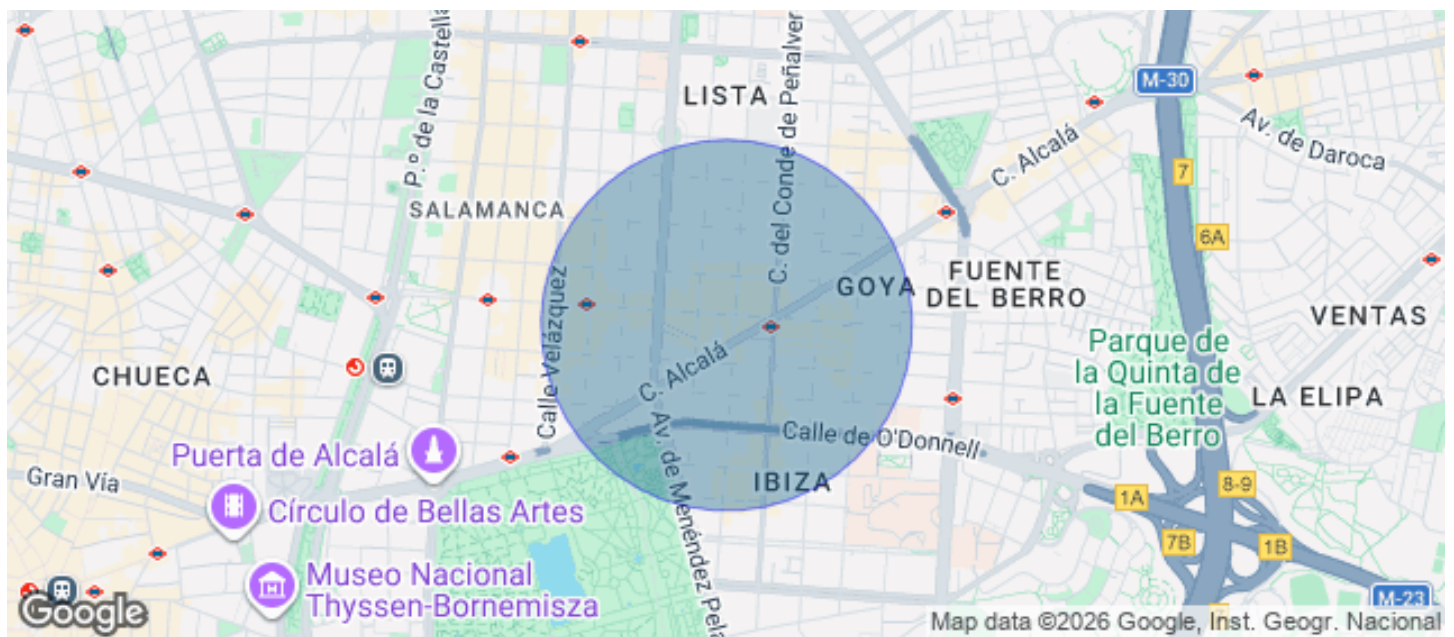 LISTA
M-30
P.º de la Castella
C. del Conde de Peñalver
C. Alcalá
Av. de Daroca
7
SALAMANCA
6A
GOYA
FUENTE
DEL BERRO
VENTAS
Calle Velázquez
C. Alcalá
CHUECA
Parque de
la Quinta de
la Fuente
del Berro
LA ELIPA
Puerta de Alcalá
Calle de O'Donnell
Av. de Menéndez Pela
IBIZA
Gran Vía
Círculo de Bellas Artes
1A
8-9
7B
1B
Museo Nacional
Thyssen-Bornemisza
M-23
Google
Map data ©2026 Google, Inst. Geogr. Nacional